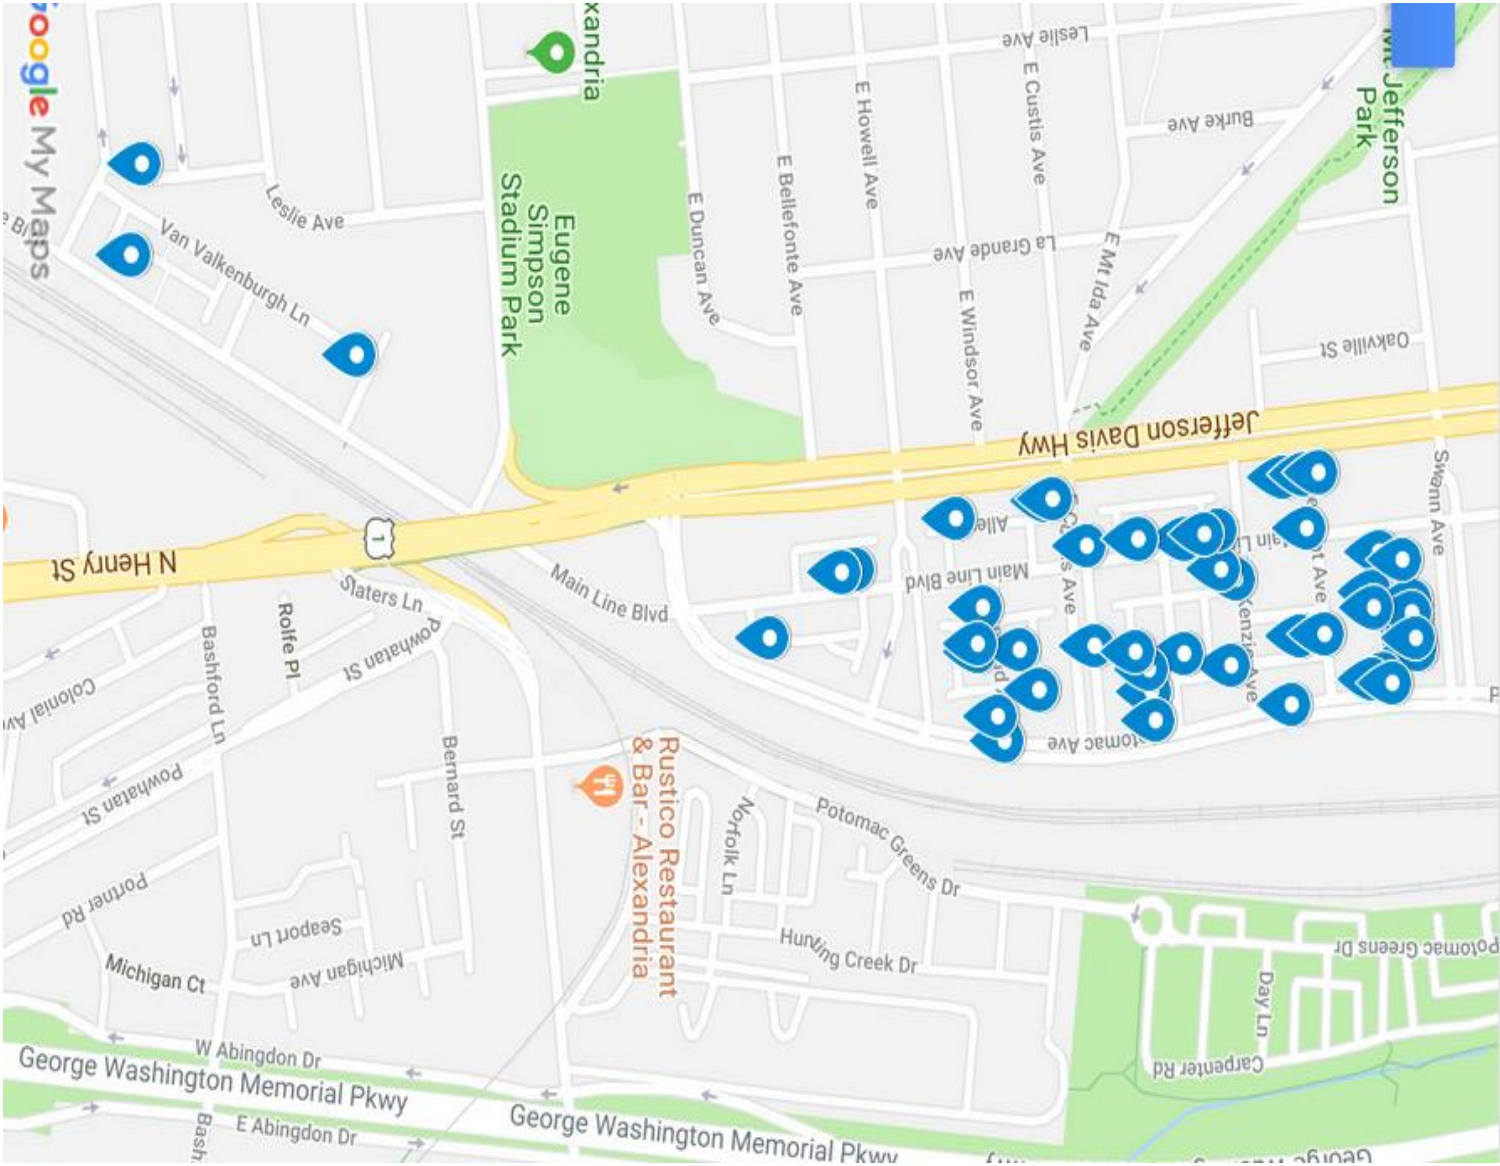 Google My Maps
xandria
Leslie Ave
Mt Jefferson
Park
Burke Ave
E Custis Ave
E Howell Ave
E Bellefonte Ave
E Duncan Ave
Eugene
Simpson
Stadium Park
Leslie Ave
Van Valkenburgh Ln
La Grande Ave
E Mt Ida Ave
E Windsor Ave
Oakville St
Jefferson Davis Hwy
Swann Ave
N Henry St
1
Slaters Ln
Main Line Blvd
Main Line Blvd
Rolfe Pl
Powhatan St
Bashford Ln
Colonial Av
Powhatan St
Bernard St
Rustico Restaurant
& Bar - Alexandria
Norfolk Ln
Potomac Greens Dr
Portner Rd
Seaport Ln
Michigan Ave
Michigan Ct
Hunting Creek Dr
Potomac Greens Dr
Day Ln
Carpenter Rd
W Abingdon Dr
George Washington Memorial Pkwy
George Washington Memorial Pkwy
E Abingdon Dr
Bash